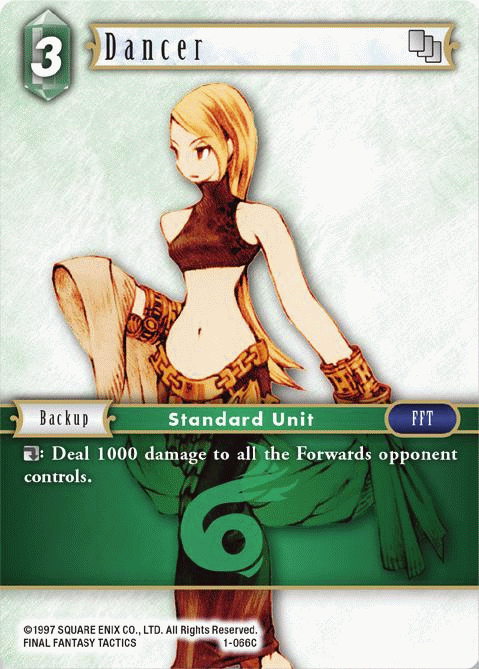 3
Dancer
Backup
Standard Unit
FFT
: Deal 1000 damage to all the Forwards opponent
controls.
©1997 SQUARE ENIX CO., LTD. All Rights Reserved.
FINAL FANTASY TACTICS
1-066C